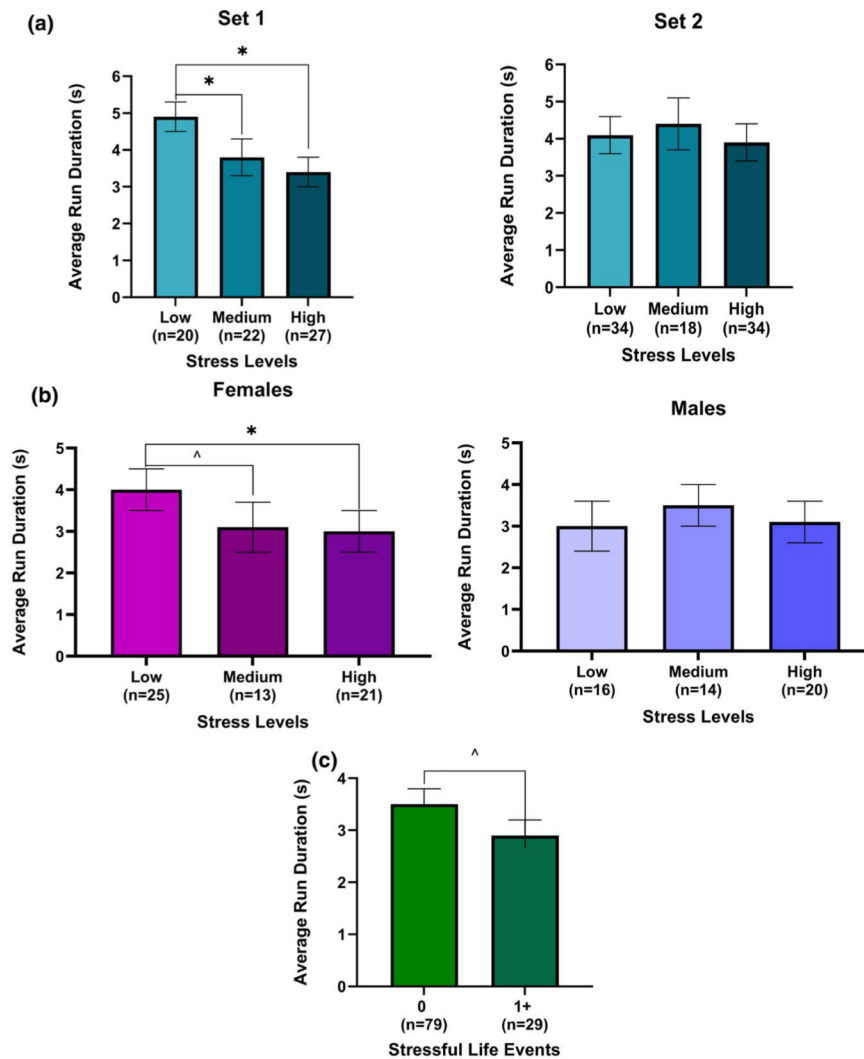 (a)
Set 1
Set 2
*
*
Average Run Duration (s)
6
5
4
3
2
1
0
Low Medium High
(n=20) (n=22) (n=27)
Stress Levels
Average Run Duration (s)
6
5
4
3
2
1
0
Low Medium High
(n=34) (n=18) (n=34)
Stress Levels
(b)
Females
Males
*
^
Average Run Duration (s)
5
4
3
2
1
0
Low Medium High
(n=25) (n=13) (n=21)
Stress Levels
Average Run Duration (s)
5
4
3
2
1
0
Low Medium High
(n=16) (n=14) (n=20)
Stress Levels
(c)
^
Average Run Duration (s)
4
3
2
1
0
0 1+
(n=79) (n=29)
Stressful Life Events